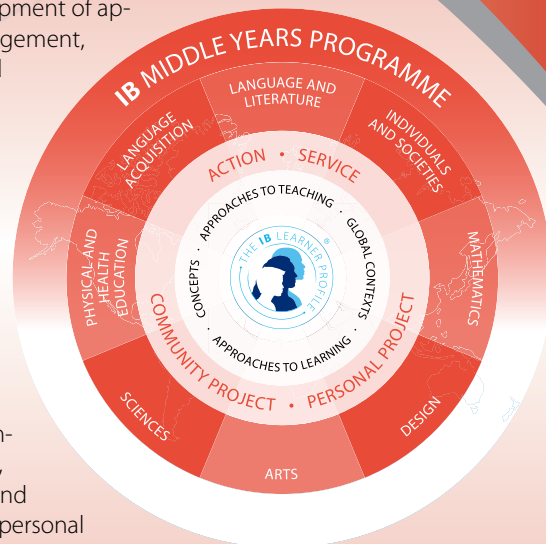 pment of ap-
gement,
IB MIDDLE YEARS PROGRAMME
LANGUAGE AND
LITERATURE
INDIVIDUALS
AND SOCIETIES
MATHEMATICS
DESIGN
ARTS
SCIENCES
PHYSICAL AND
HEALTH
EDUCATION
LANGUAGE
ACQUISITION
ACTION • SERVICE
PERSONAL PROJECT
•
COMMUNITY PROJECT
APPROACHES TO TEACHING ·
GLOBAL CONTEXTS ·
APPROACHES TO LEARNING ·
CONCEPTS ·
THE IB LEARNER PROFILE ®
n-
nd
personal